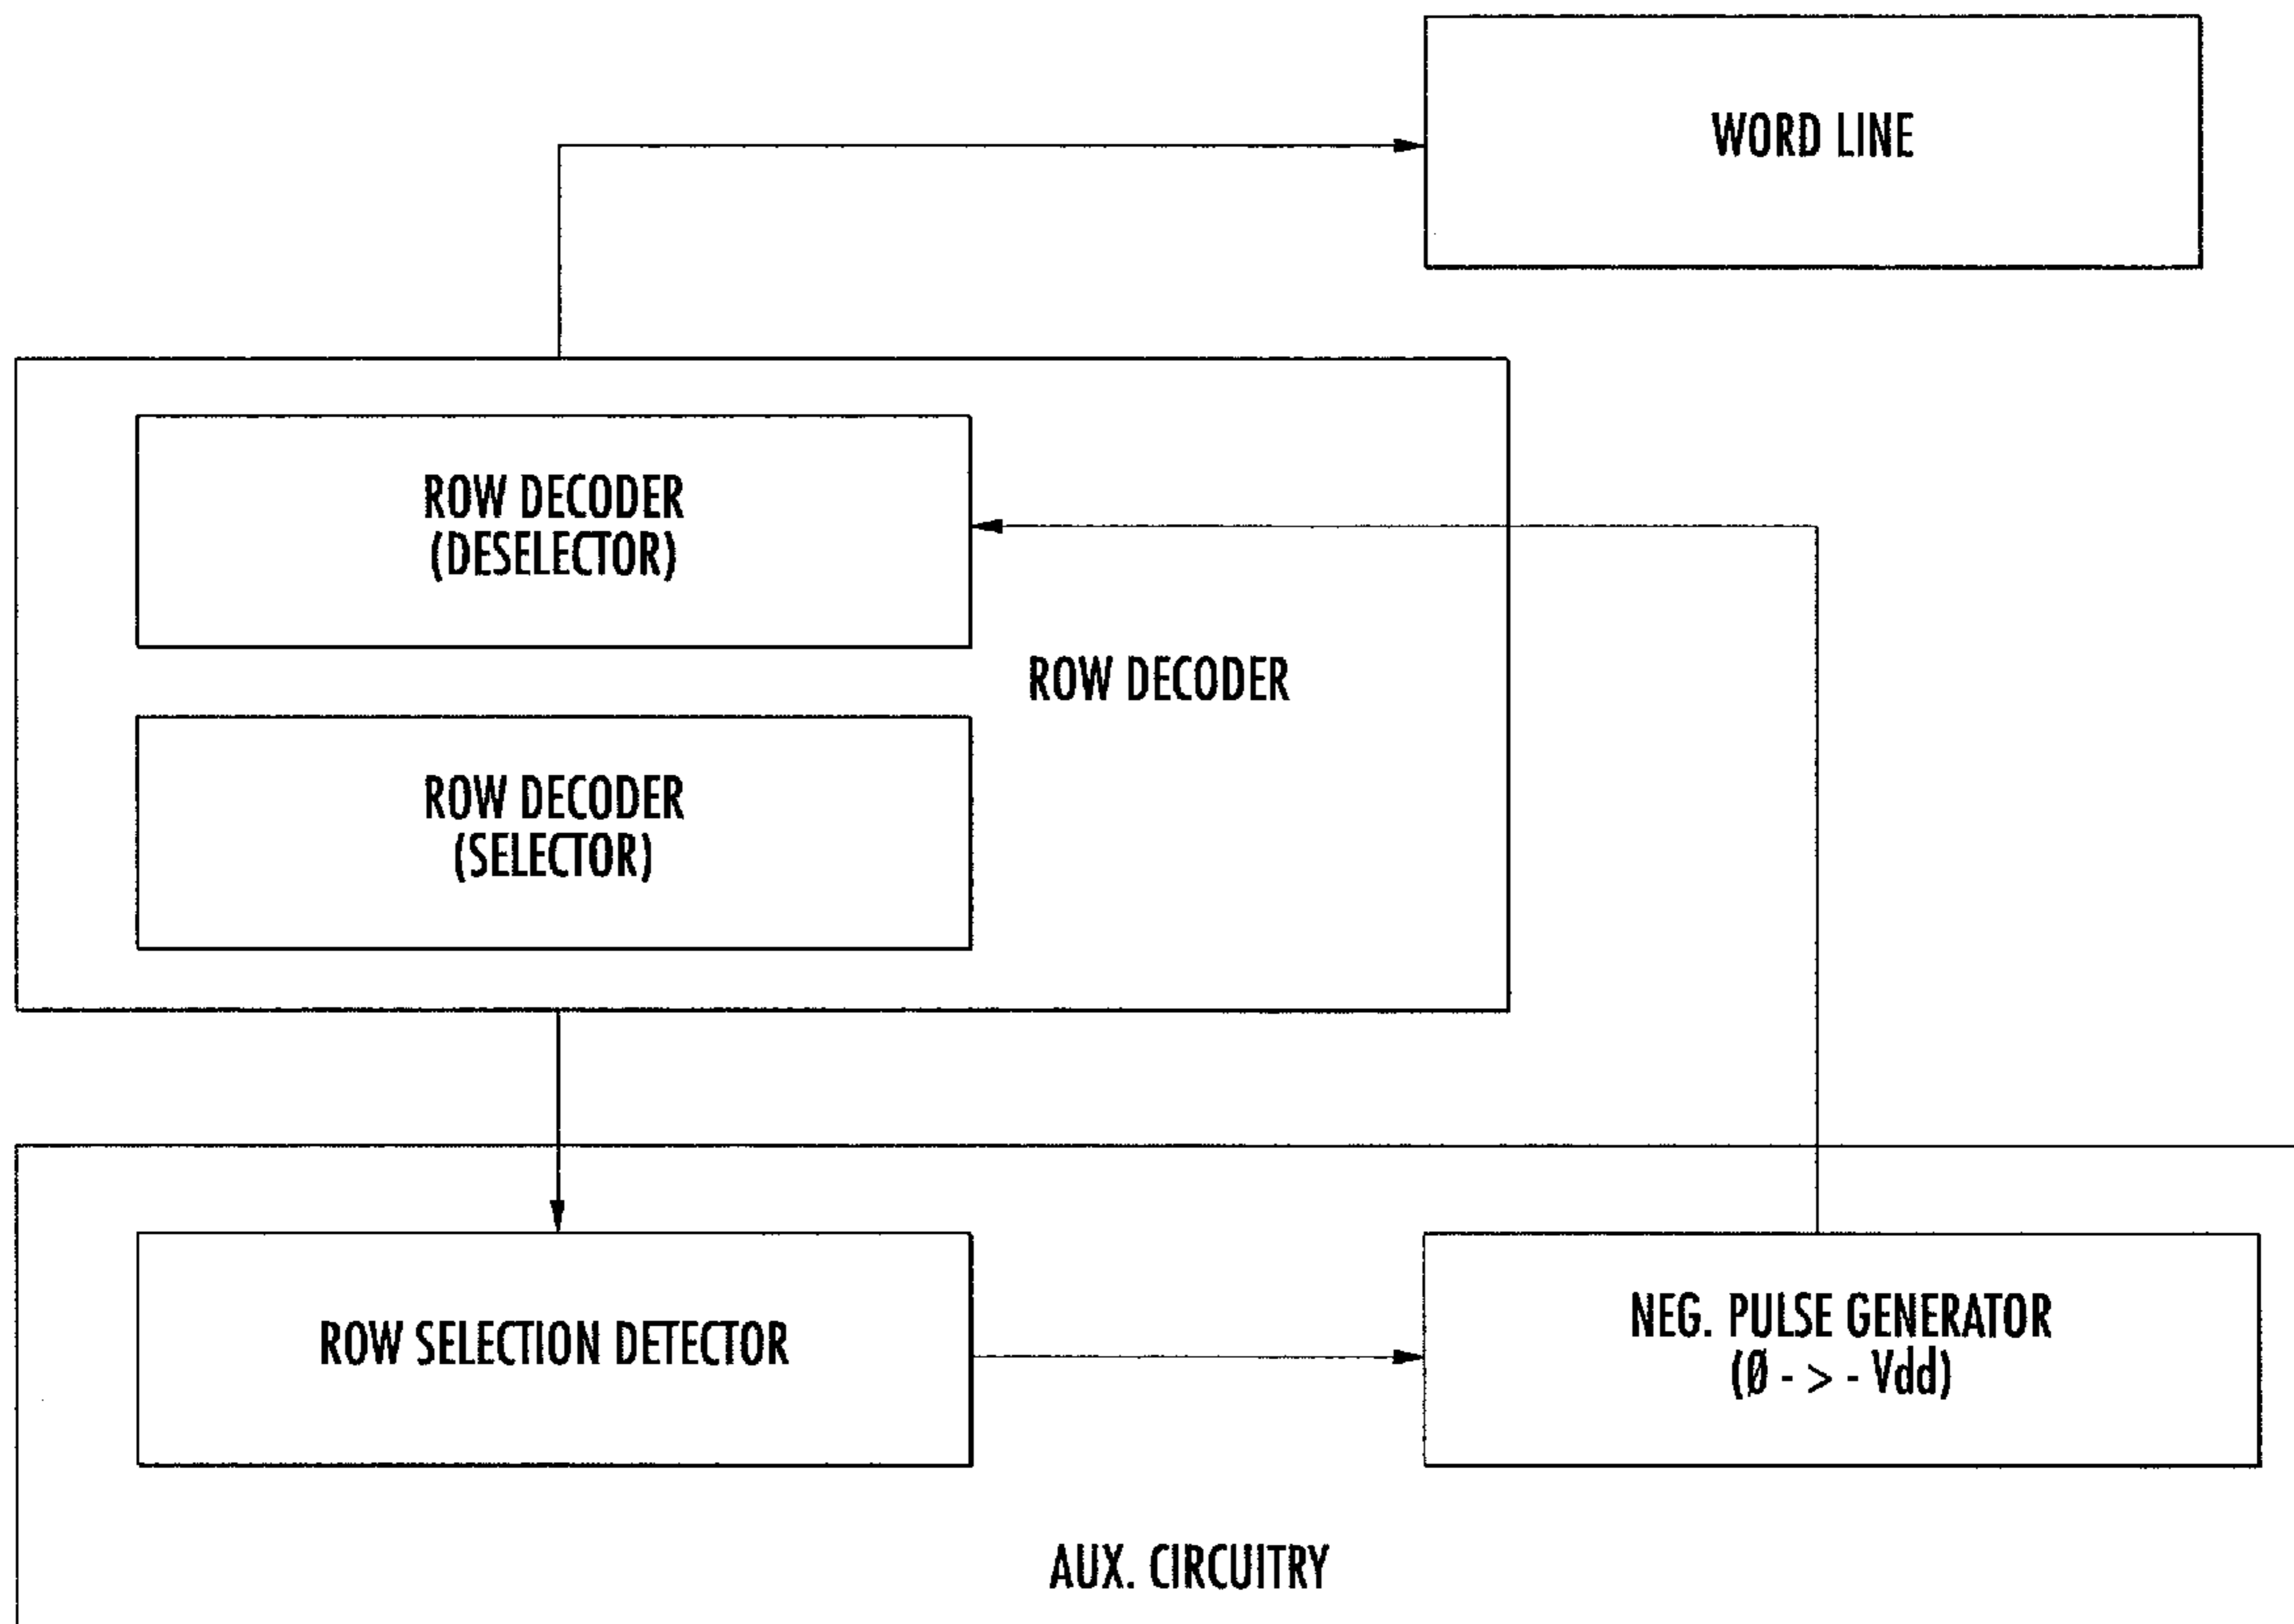 WORD LINE
ROW DECODER
(DESELECTOR)
ROW DECODER
ROW DECODER
(SELECTOR)
ROW SELECTION DETECTOR
NEG. PULSE GENERATOR
(Ø - > - Vdd)
AUX. CIRCUITRY